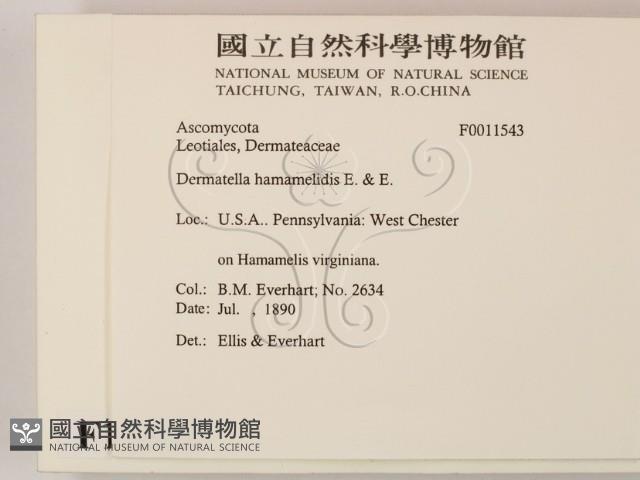 國立自然科學博物館
NATIONAL MUSEUM OF NATURAL SCIENCE
TAICHUNG, TAIWAN, R.O.CHINA
Ascomycota F0011543
Leotiales, Dermateaceae
Dermatella hamamelidis E. & E.
Loc.: U.S.A.. Pennsylvania: West Chester
on Hamamelis virginiana.
Col.: B.M. Everhart; No. 2634
Date: Jul. , 1890
Det.: Ellis & Everhart
F
國立自然科學博物館
NATIONAL MUSEUM OF NATURAL SCIENCE